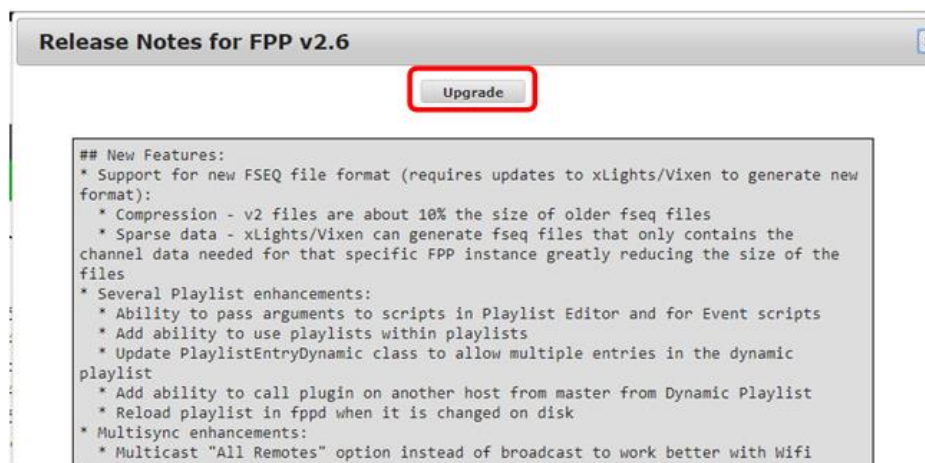 Release Notes for FPP v2.6
Upgrade
## New Features:
* Support for new FSEQ file format (requires updates to xLights/Vixen to generate new
format):
* Compression - v2 files are about 10% the size of older fseq files
* Sparse data - xLights/Vixen can generate fseq files that only contains the
channel data needed for that specific FPP instance greatly reducing the size of the
files
* Several Playlist enhancements:
* Ability to pass arguments to scripts in Playlist Editor and for Event scripts
* Add ability to use playlists within playlists
* Update PlaylistEntryDynamic class to allow multiple entries in the dynamic
playlist
* Add ability to call plugin on another host from master from Dynamic Playlist
* Reload playlist in fppd when it is changed on disk
* Multisync enhancements:
* Multicast "All Remotes" option instead of broadcast to work better with Wifi